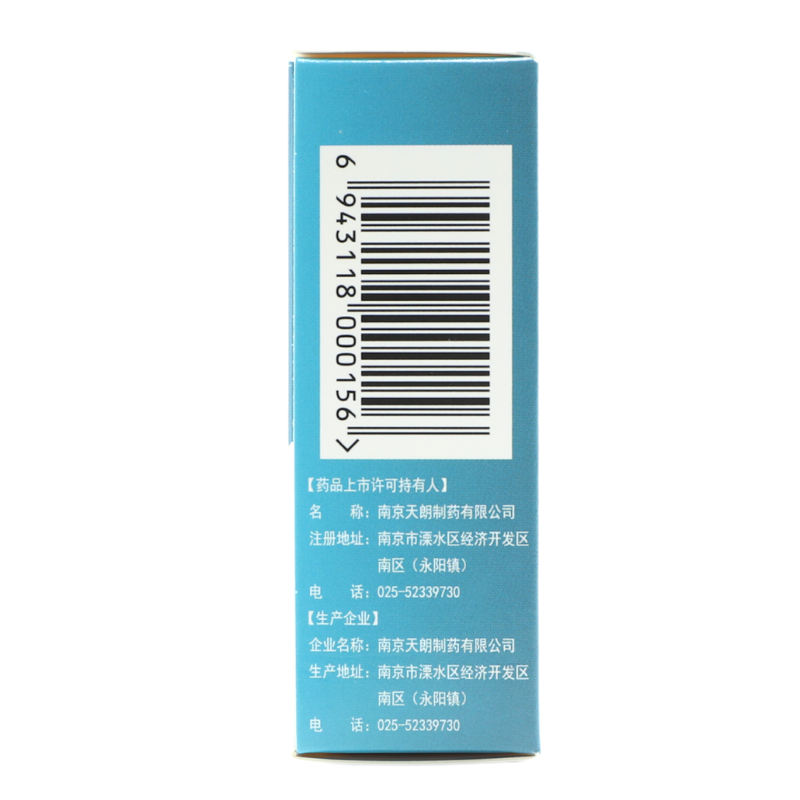 6 943118 000156 >
【药品上市许可持有人】
名　　称：南京天朗制药有限公司
注册地址：南京市溧水区经济开发区
南区（永阳镇）
电　　话：025-52339730
【生产企业】
企业名称：南京天朗制药有限公司
生产地址：南京市溧水区经济开发区
南区（永阳镇）
电　　话：025-52339730